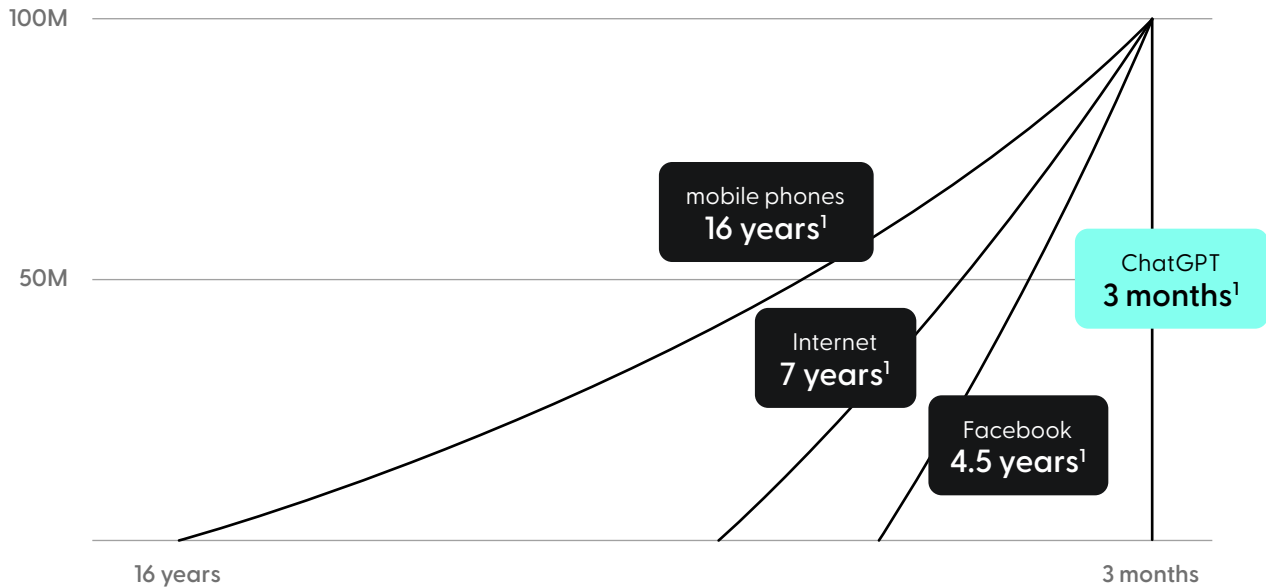 100M
mobile phones
16 years¹
50M
ChatGPT
3 months¹
Internet
7 years¹
Facebook
4.5 years¹
16 years
3 months